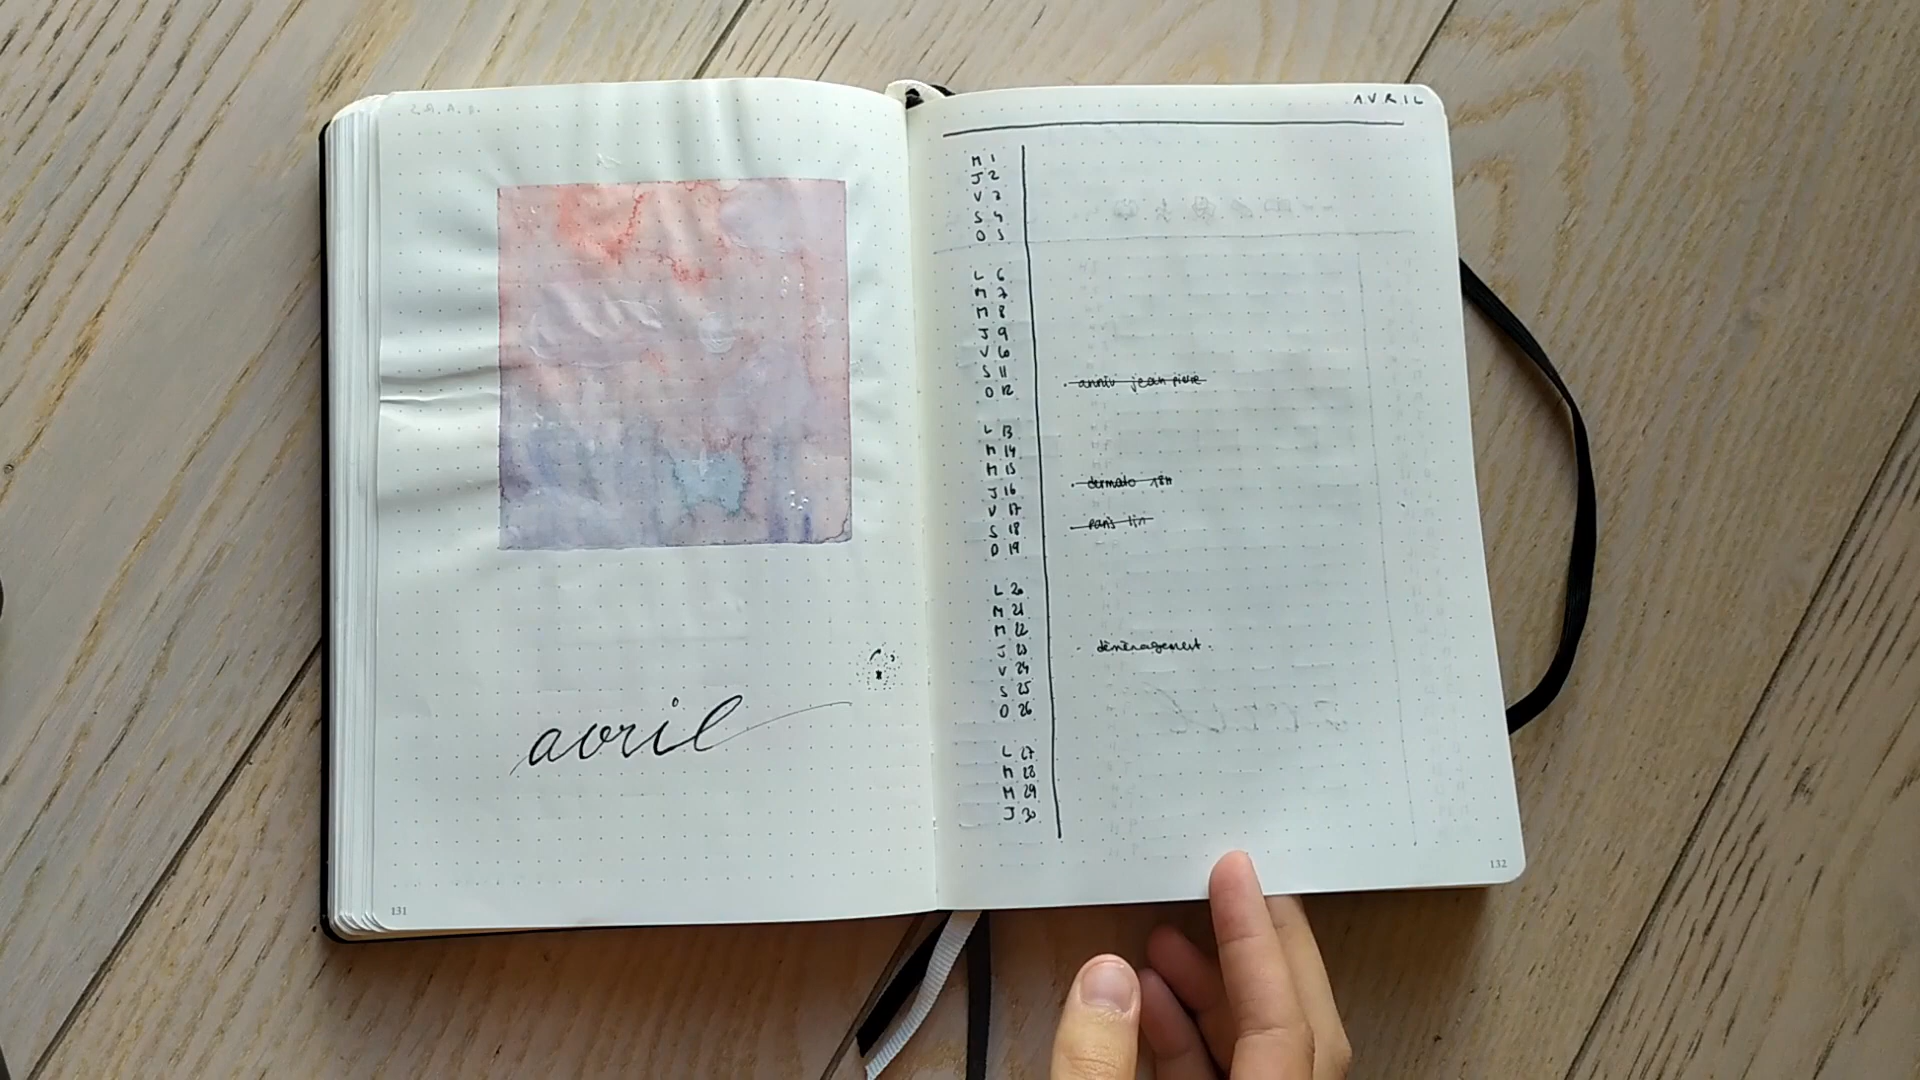 avril
131
AVRIL
M 1
J 2
V 3
S 4
D 5
L 6
M 7
M 8
J 9
V 10
S 11
D 12
· anniv jean pierre
L 13
M 14
M 15
J 16
· dermato 18H
V 17
S 18
· paris lin
D 19
L 20
M 21
M 22
J 23
· déménagement.
V 24
S 25
D 26
L 27
M 28
M 29
J 30
132